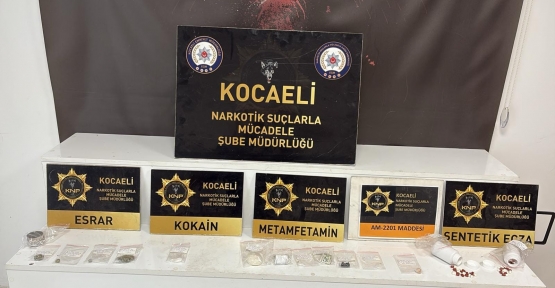 KOCAELİ
NARKOTİK SUÇLARLA
MÜCADELE
ŞUBE MÜDÜRLÜĞÜ
KNP
KOCAELİ
NARKOTİK SUÇLARLA
MÜCADELE
ŞUBE MÜDÜRLÜĞÜ
ESRAR
KNP
KOCAELİ
NARKOTİK SUÇLARLA
MÜCADELE
ŞUBE MÜDÜRLÜĞÜ
KOKAİN
KNP
KOCAELİ
NARKOTİK SUÇLARLA
MÜCADELE
ŞUBE MÜDÜRLÜĞÜ
METAMFETAMİN
KNP
KOCAELİ
NARKOTİK SUÇLARLA
MÜCADELE
ŞUBE MÜDÜRLÜĞÜ
AM-2201 MADDESİ
KNP
KOCAELİ
NARKOTİK SUÇLARLA
MÜCADELE
ŞUBE MÜDÜRLÜĞÜ
SENTETİK ECZA